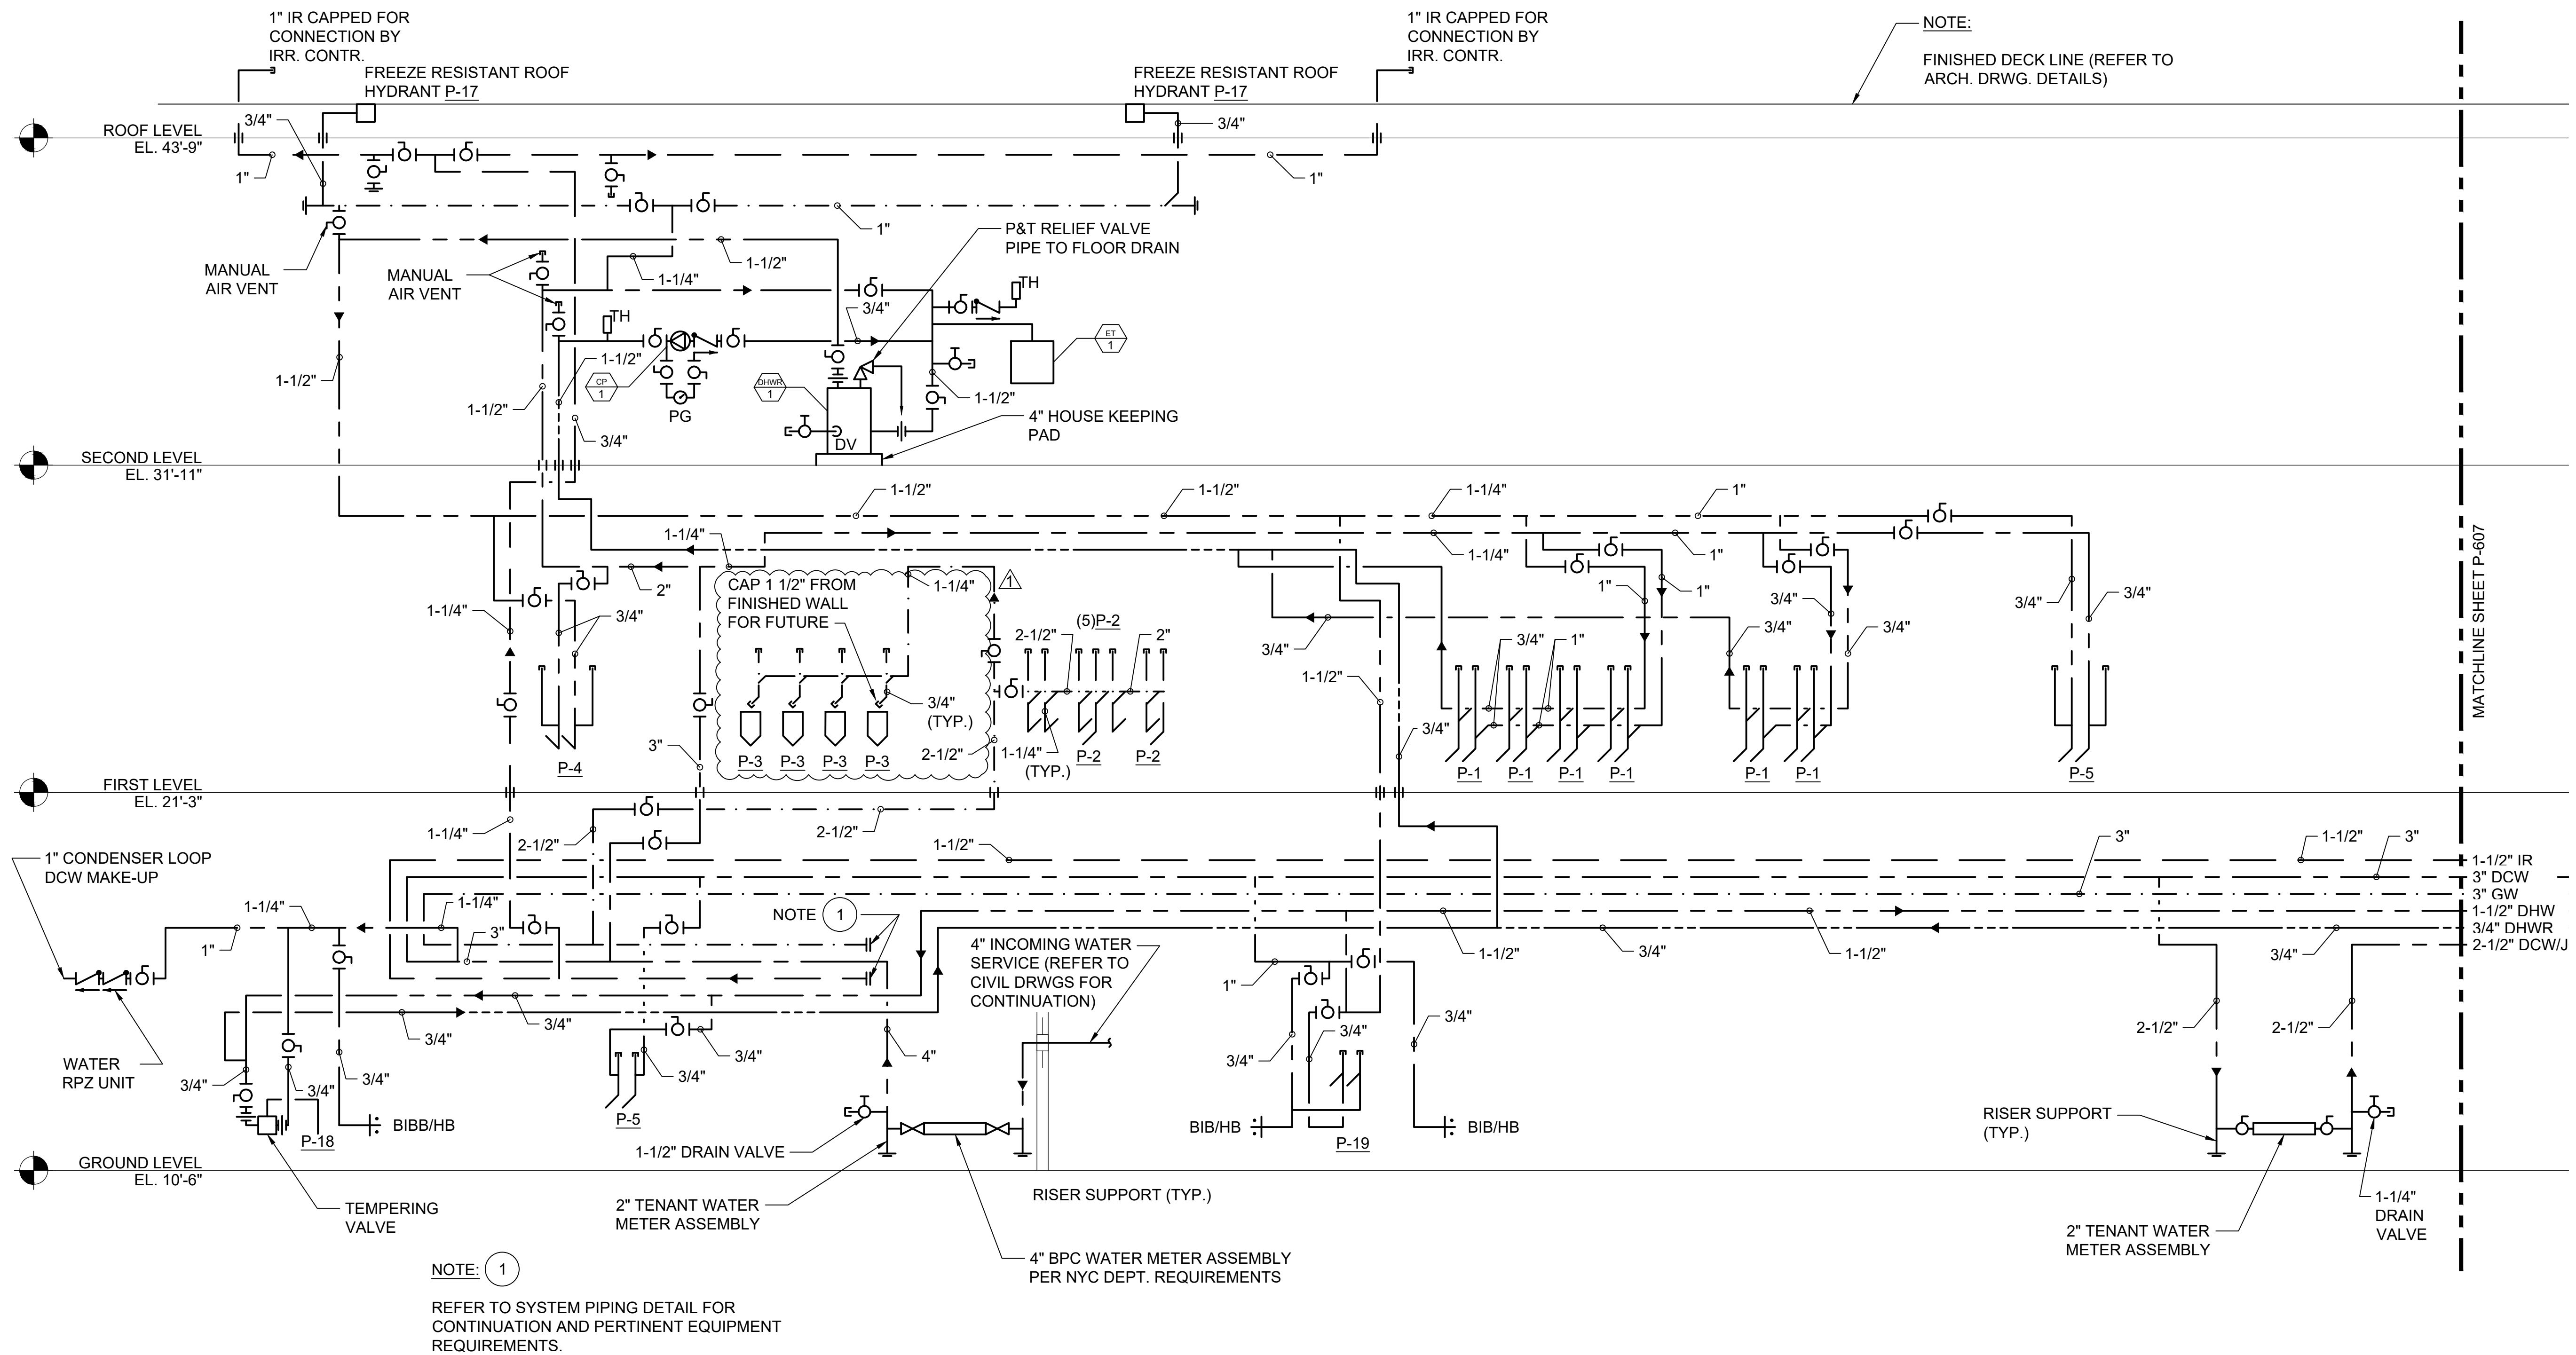 1" IR CAPPED FOR
CONNECTION BY
IRR. CONTR.
FREEZE RESISTANT ROOF
HYDRANT P-17
1" IR CAPPED FOR
CONNECTION BY
IRR. CONTR.
FREEZE RESISTANT ROOF
HYDRANT P-17
NOTE:
FINISHED DECK LINE (REFER TO
ARCH. DRWG. DETAILS)
ROOF LEVEL
EL. 43'-9"
3/4"
3/4"
1"
1"
1"
P&T RELIEF VALVE
PIPE TO FLOOR DRAIN
MANUAL
AIR VENT
MANUAL
AIR VENT
1-1/2"
1-1/4"
TH
TH
3/4"
ET
1
1-1/2"
1-1/2"
CP
1
DHWR
1
1-1/2"
PG
1-1/2"
3/4"
DV
4" HOUSE KEEPING
PAD
SECOND LEVEL
EL. 31'-11"
1-1/2"
1-1/2"
1-1/4"
1"
1-1/4"
1-1/4"
1"
2"
CAP 1 1/2" FROM
FINISHED WALL
FOR FUTURE
1-1/4"
1
1-1/4"
3/4"
(5)P-2
2-1/2"
2"
3/4"
1"
1"
3/4"
3/4"
3/4"
3/4"
3/4"
3/4"
1"
1-1/2"
3/4"
(TYP.)
3"
2-1/2"
1-1/4"
(TYP.)
3/4"
P-4
P-3
P-3
P-3
P-3
P-2
P-2
P-1
P-1
P-1
P-1
P-1
P-1
P-5
MATCHLINE SHEET P-607
FIRST LEVEL
EL. 21'-3"
1-1/4"
2-1/2"
2-1/2"
1-1/2"
3"
1-1/2"
3"
1" CONDENSER LOOP
DCW MAKE-UP
1-1/2" IR
3" DCW
3" GW
1-1/2" DHW
3/4" DHWR
2-1/2" DCW/J
1-1/4"
1-1/4"
NOTE 1
1"
3"
4" INCOMING WATER
SERVICE (REFER TO
CIVIL DRWGS FOR
CONTINUATION)
1-1/2"
3/4"
1-1/2"
3/4"
1"
3/4"
3/4"
3/4"
3/4"
3/4"
2-1/2"
2-1/2"
WATER
RPZ UNIT
3/4"
3/4"
3/4"
3/4"
3/4"
4"
3/4"
P-18
BIBB/HB
P-5
1-1/2" DRAIN VALVE
BIB/HB
P-19
BIB/HB
RISER SUPPORT
(TYP.)
GROUND LEVEL
EL. 10'-6"
TEMPERING
VALVE
2" TENANT WATER
METER ASSEMBLY
RISER SUPPORT (TYP.)
4" BPC WATER METER ASSEMBLY
PER NYC DEPT. REQUIREMENTS
2" TENANT WATER
METER ASSEMBLY
1-1/4"
DRAIN
VALVE
NOTE: 1
REFER TO SYSTEM PIPING DETAIL FOR
CONTINUATION AND PERTINENT EQUIPMENT
REQUIREMENTS.